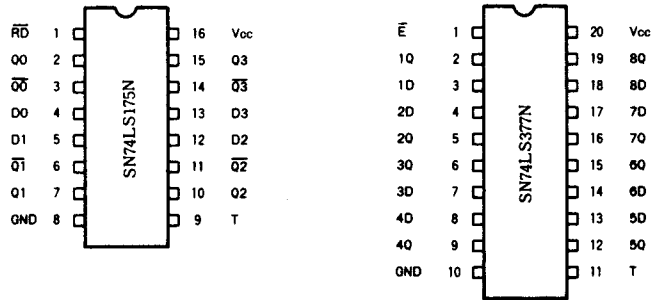 R̅D̅ 1 16 Vcc
Q0 2 15 Q3
Q̅0̅ 3 14 Q̅3̅
D0 4 13 D3
D1 5 12 D2
Q̅1̅ 6 11 Q̅2̅
Q1 7 10 Q2
GND 8 9 T
SN74LS175N
E̅ 1 20 Vcc
1Q 2 19 8Q
1D 3 18 8D
2D 4 17 7D
2Q 5 16 7Q
3Q 6 15 6Q
3D 7 14 6D
4D 8 13 5D
4Q 9 12 5Q
GND 10 11 T
SN74LS377N